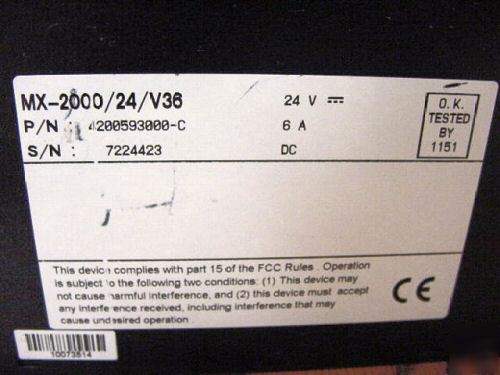 MX-2000/24/V36
24 V
P/N : 4200593000-C
6 A
S/N : 7224423
DC
O.K.
TESTED
BY
1151
This device complies with part 15 of the FCC Rules . Operation
is subject to the following two conditions: (1) This device may
not cause harmful interference, and (2) this device must accept
any interference received, including interference that may
cause undesired operation .
CE
10073514